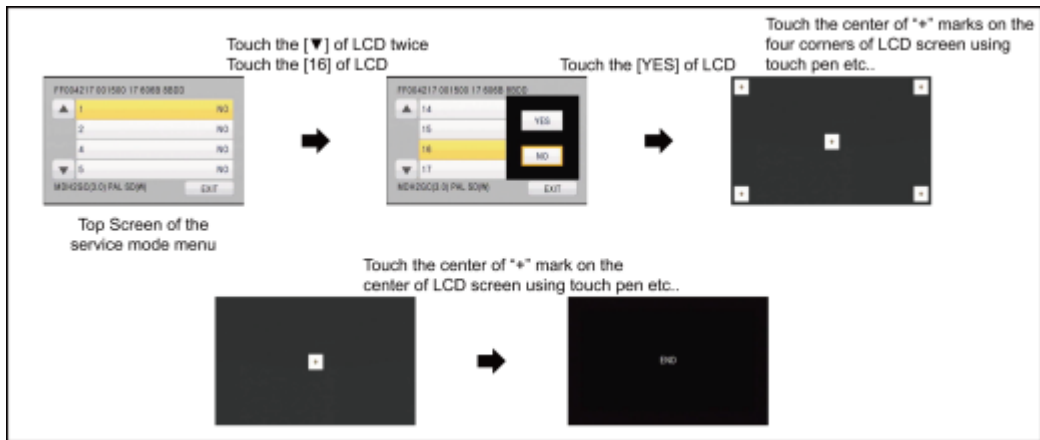 Touch the [▼] of LCD twice
Touch the [16] of LCD
Touch the [YES] of LCD
Touch the center of "+" marks on the
four corners of LCD screen using
touch pen etc..
1 NO
2 NO
4 NO
5 NO
EXIT
Top Screen of the
service mode menu
14
15
16
17
YES
NO
EXIT
+ +
+
+ +
Touch the center of "+" mark on the
center of LCD screen using touch pen etc..
+
END